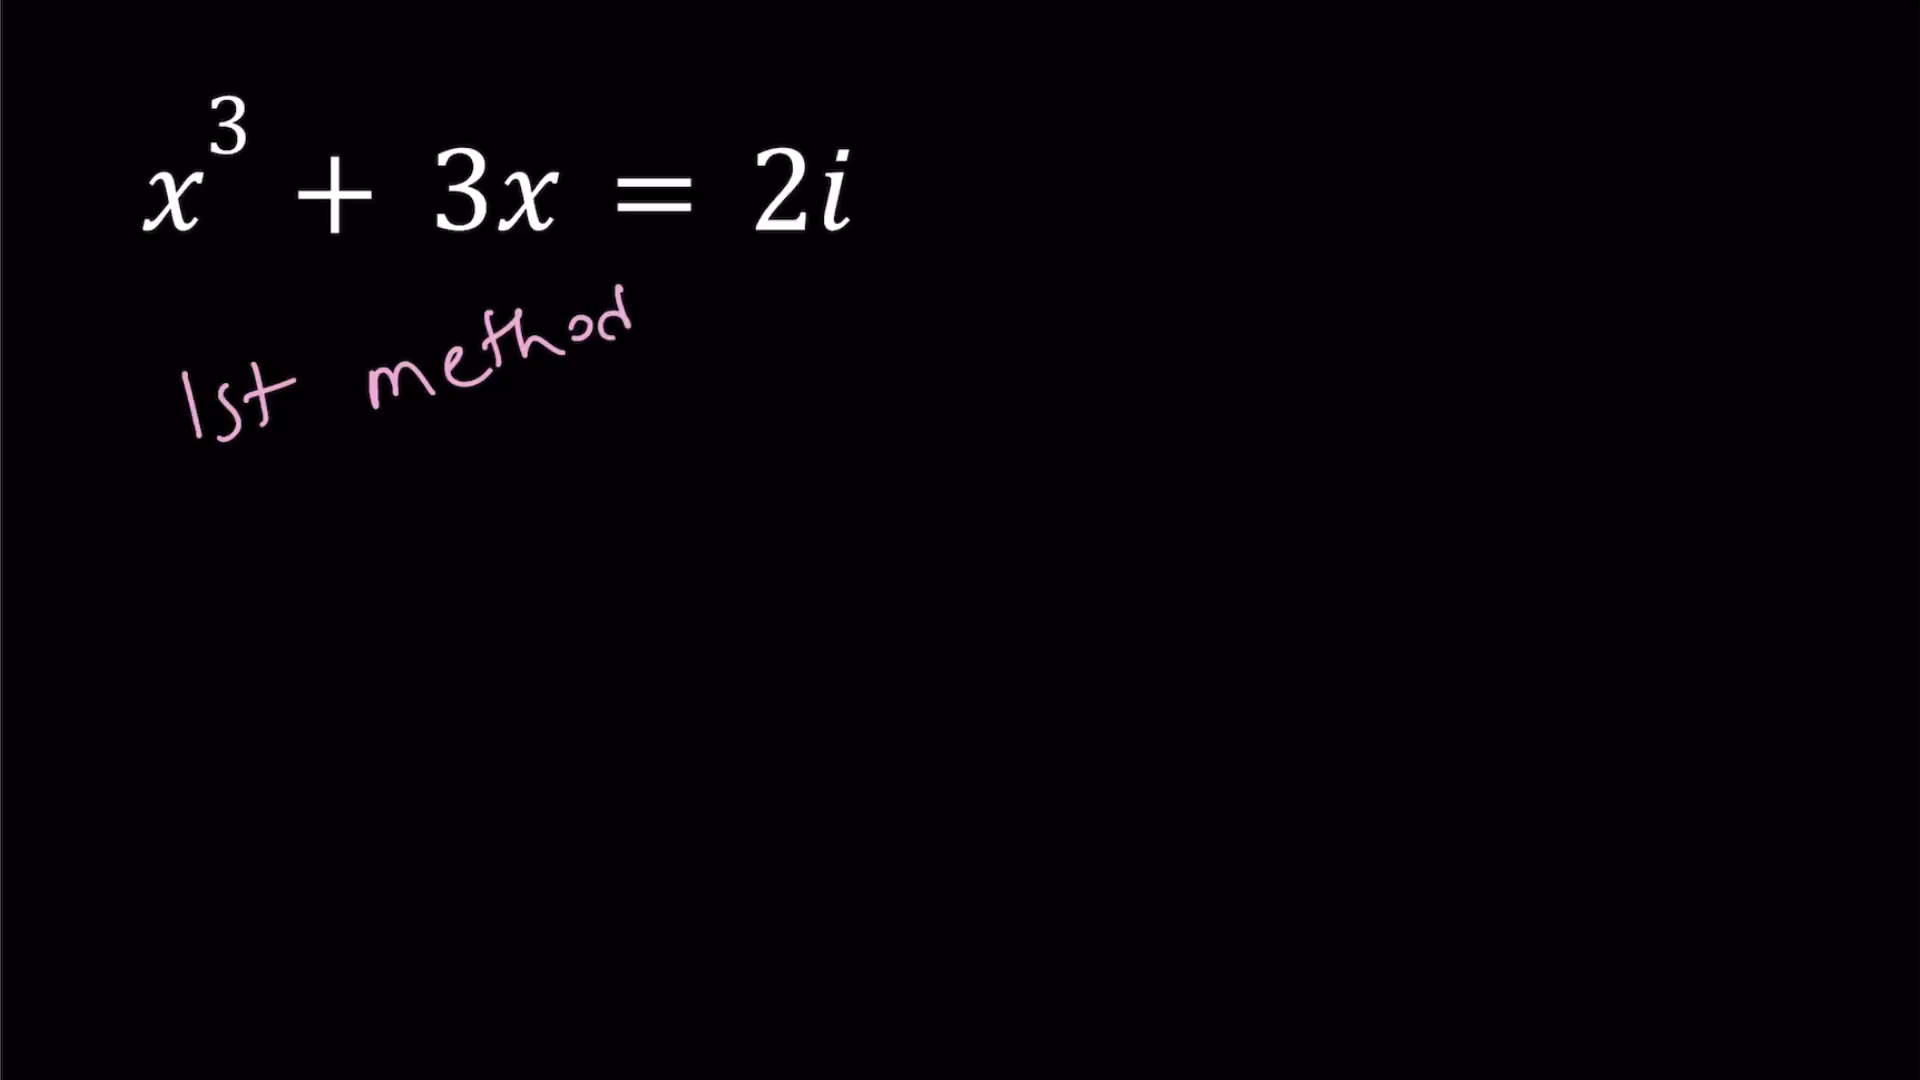 x³ + 3x = 2i
1st method